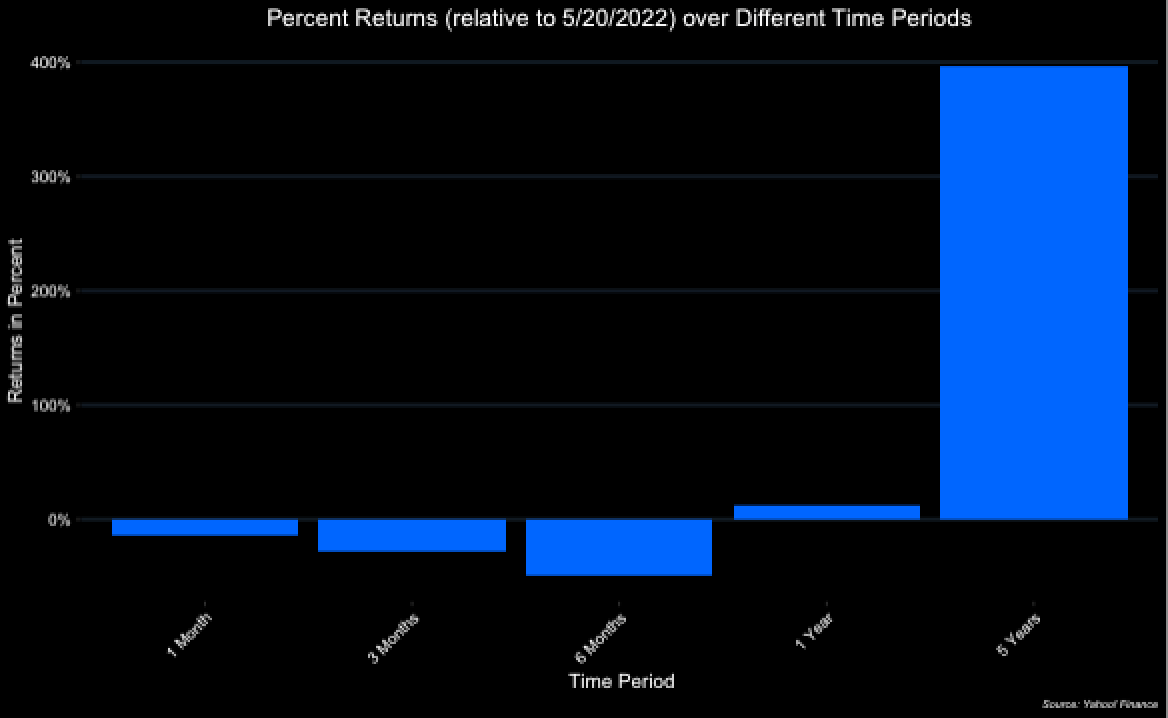 Percent Returns (relative to 5/20/2022) over Different Time Periods
400%
300%
200%
100%
0%
Returns in Percent
1 Month
3 Months
6 Months
1 Year
5 Years
Time Period
Source: Yahoo! Finance